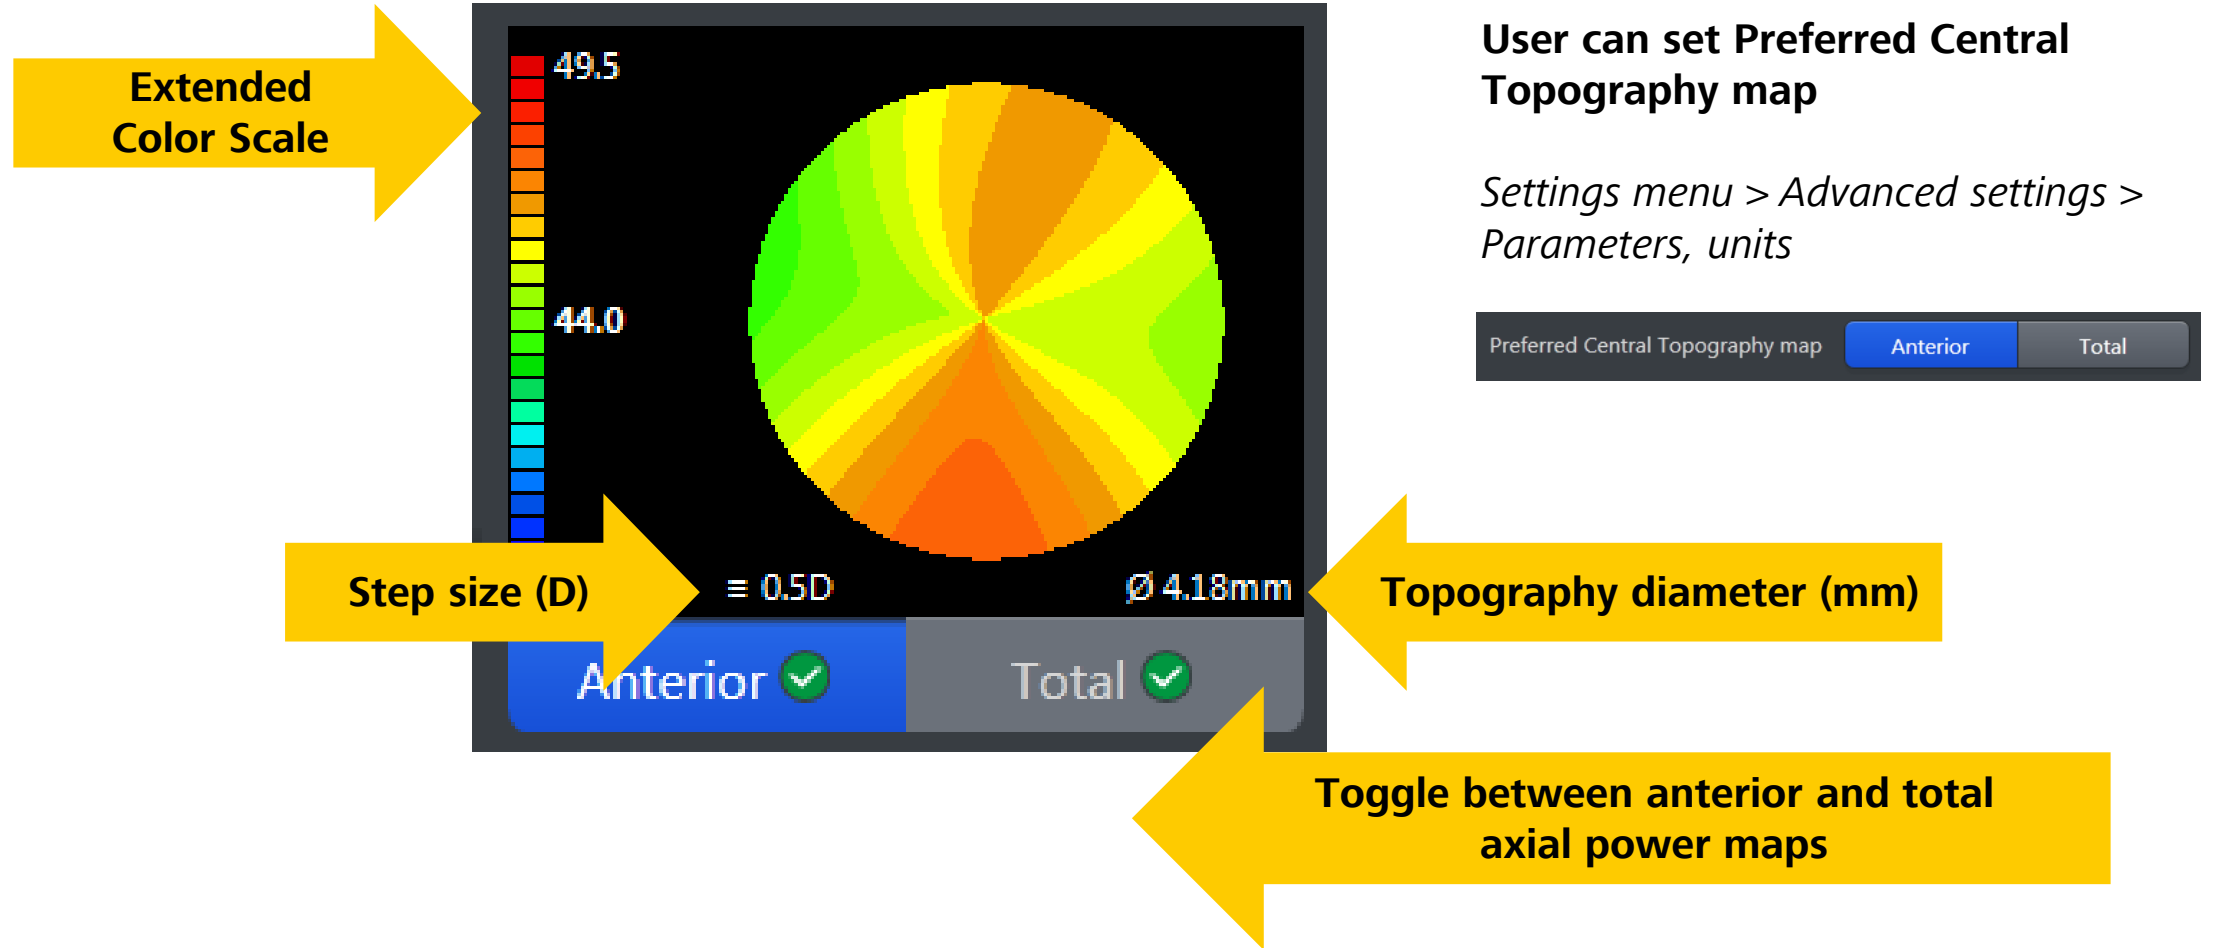 Extended
Color Scale
49.5
44.0
Step size (D)
≡ 0.5D
Ø 4.18mm
Topography diameter (mm)
Anterior
Total
Toggle between anterior and total
axial power maps
User can set Preferred Central
Topography map
Settings menu > Advanced settings >
Parameters, units
Preferred Central Topography map
Anterior
Total